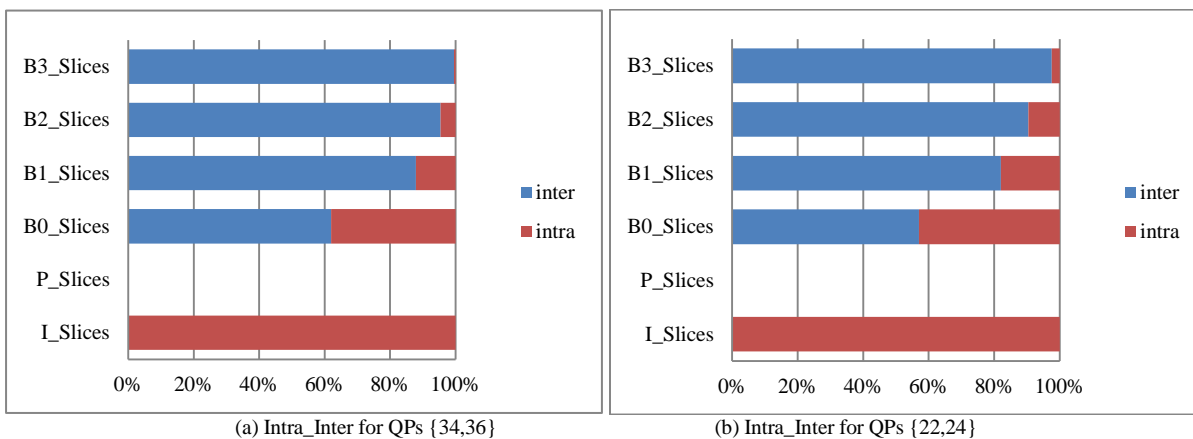 B3_Slices
B2_Slices
B1_Slices
B0_Slices
P_Slices
I_Slices
0% 20% 40% 60% 80% 100%
inter
intra
(a) Intra_Inter for QPs {34,36}
B3_Slices
B2_Slices
B1_Slices
B0_Slices
P_Slices
I_Slices
0% 20% 40% 60% 80% 100%
inter
intra
(b) Intra_Inter for QPs {22,24}